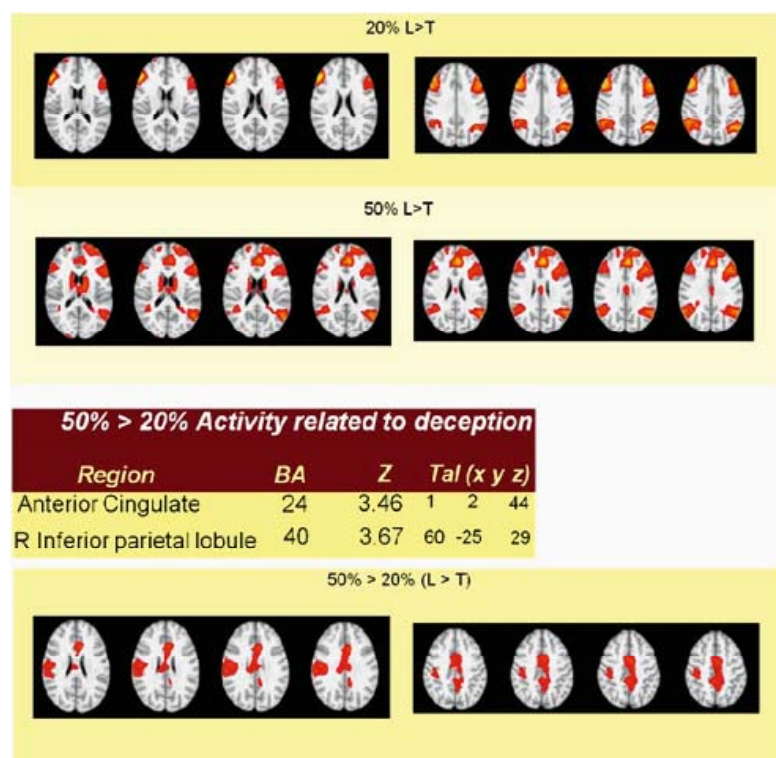 20% L>T
50% L>T
50% > 20% Activity related to deception
Region BA Z Tal (x y z)
Anterior Cingulate 24 3.46 1 2 44
R Inferior parietal lobule 40 3.67 60 -25 29
50% > 20% (L > T)